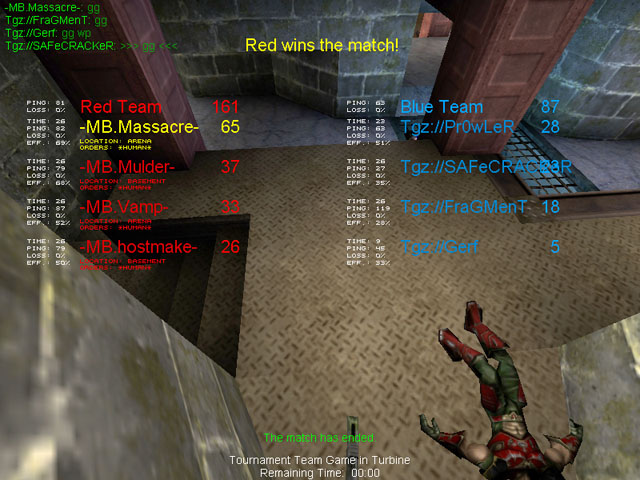 -MB.Massacre-: gg
Tgz://FraGMenT: gg
Tgz://Gerf: gg wp
Tgz://SAFeCRACKeR: >>> gg <<<
Red wins the match!
PING: 81 Red Team 161
LOSS: 0%
TIME: 26 -MB.Massacre- 65
PING: 82
LOSS: 0% LOCATION: ARENA
EFF.: 69% ORDERS: *HUMAN*
TIME: 26 -MB.Mulder- 37
PING: 79
LOSS: 0% LOCATION: BASEMENT
EFF.: 68% ORDERS: *HUMAN*
TIME: 26 -MB.Vamp- 33
PING: 87
LOSS: 0% LOCATION: ARENA
EFF.: 52% ORDERS: *HUMAN*
TIME: 26 -MB.hostmake- 26
PING: 79
LOSS: 0% LOCATION: BASEMENT
EFF.: 50% ORDERS: *HUMAN*
PING: 63 Blue Team 87
LOSS: 0%
TIME: 23 Tgz://Pr0wLeR 28
PING: 63
LOSS: 0%
EFF.: 51%
TIME: 26 Tgz://SAFeCRACKeR
PING: 27
LOSS: 0%
EFF.: 35%
TIME: 26 Tgz://FraGMenT 18
PING: 119
LOSS: 0%
EFF.: 26%
TIME: 9 Tgz://Gerf 5
PING: 45
LOSS: 0%
EFF.: 33%
The match has ended
Tournament Team Game in Turbine
Remaining Time: 00:00